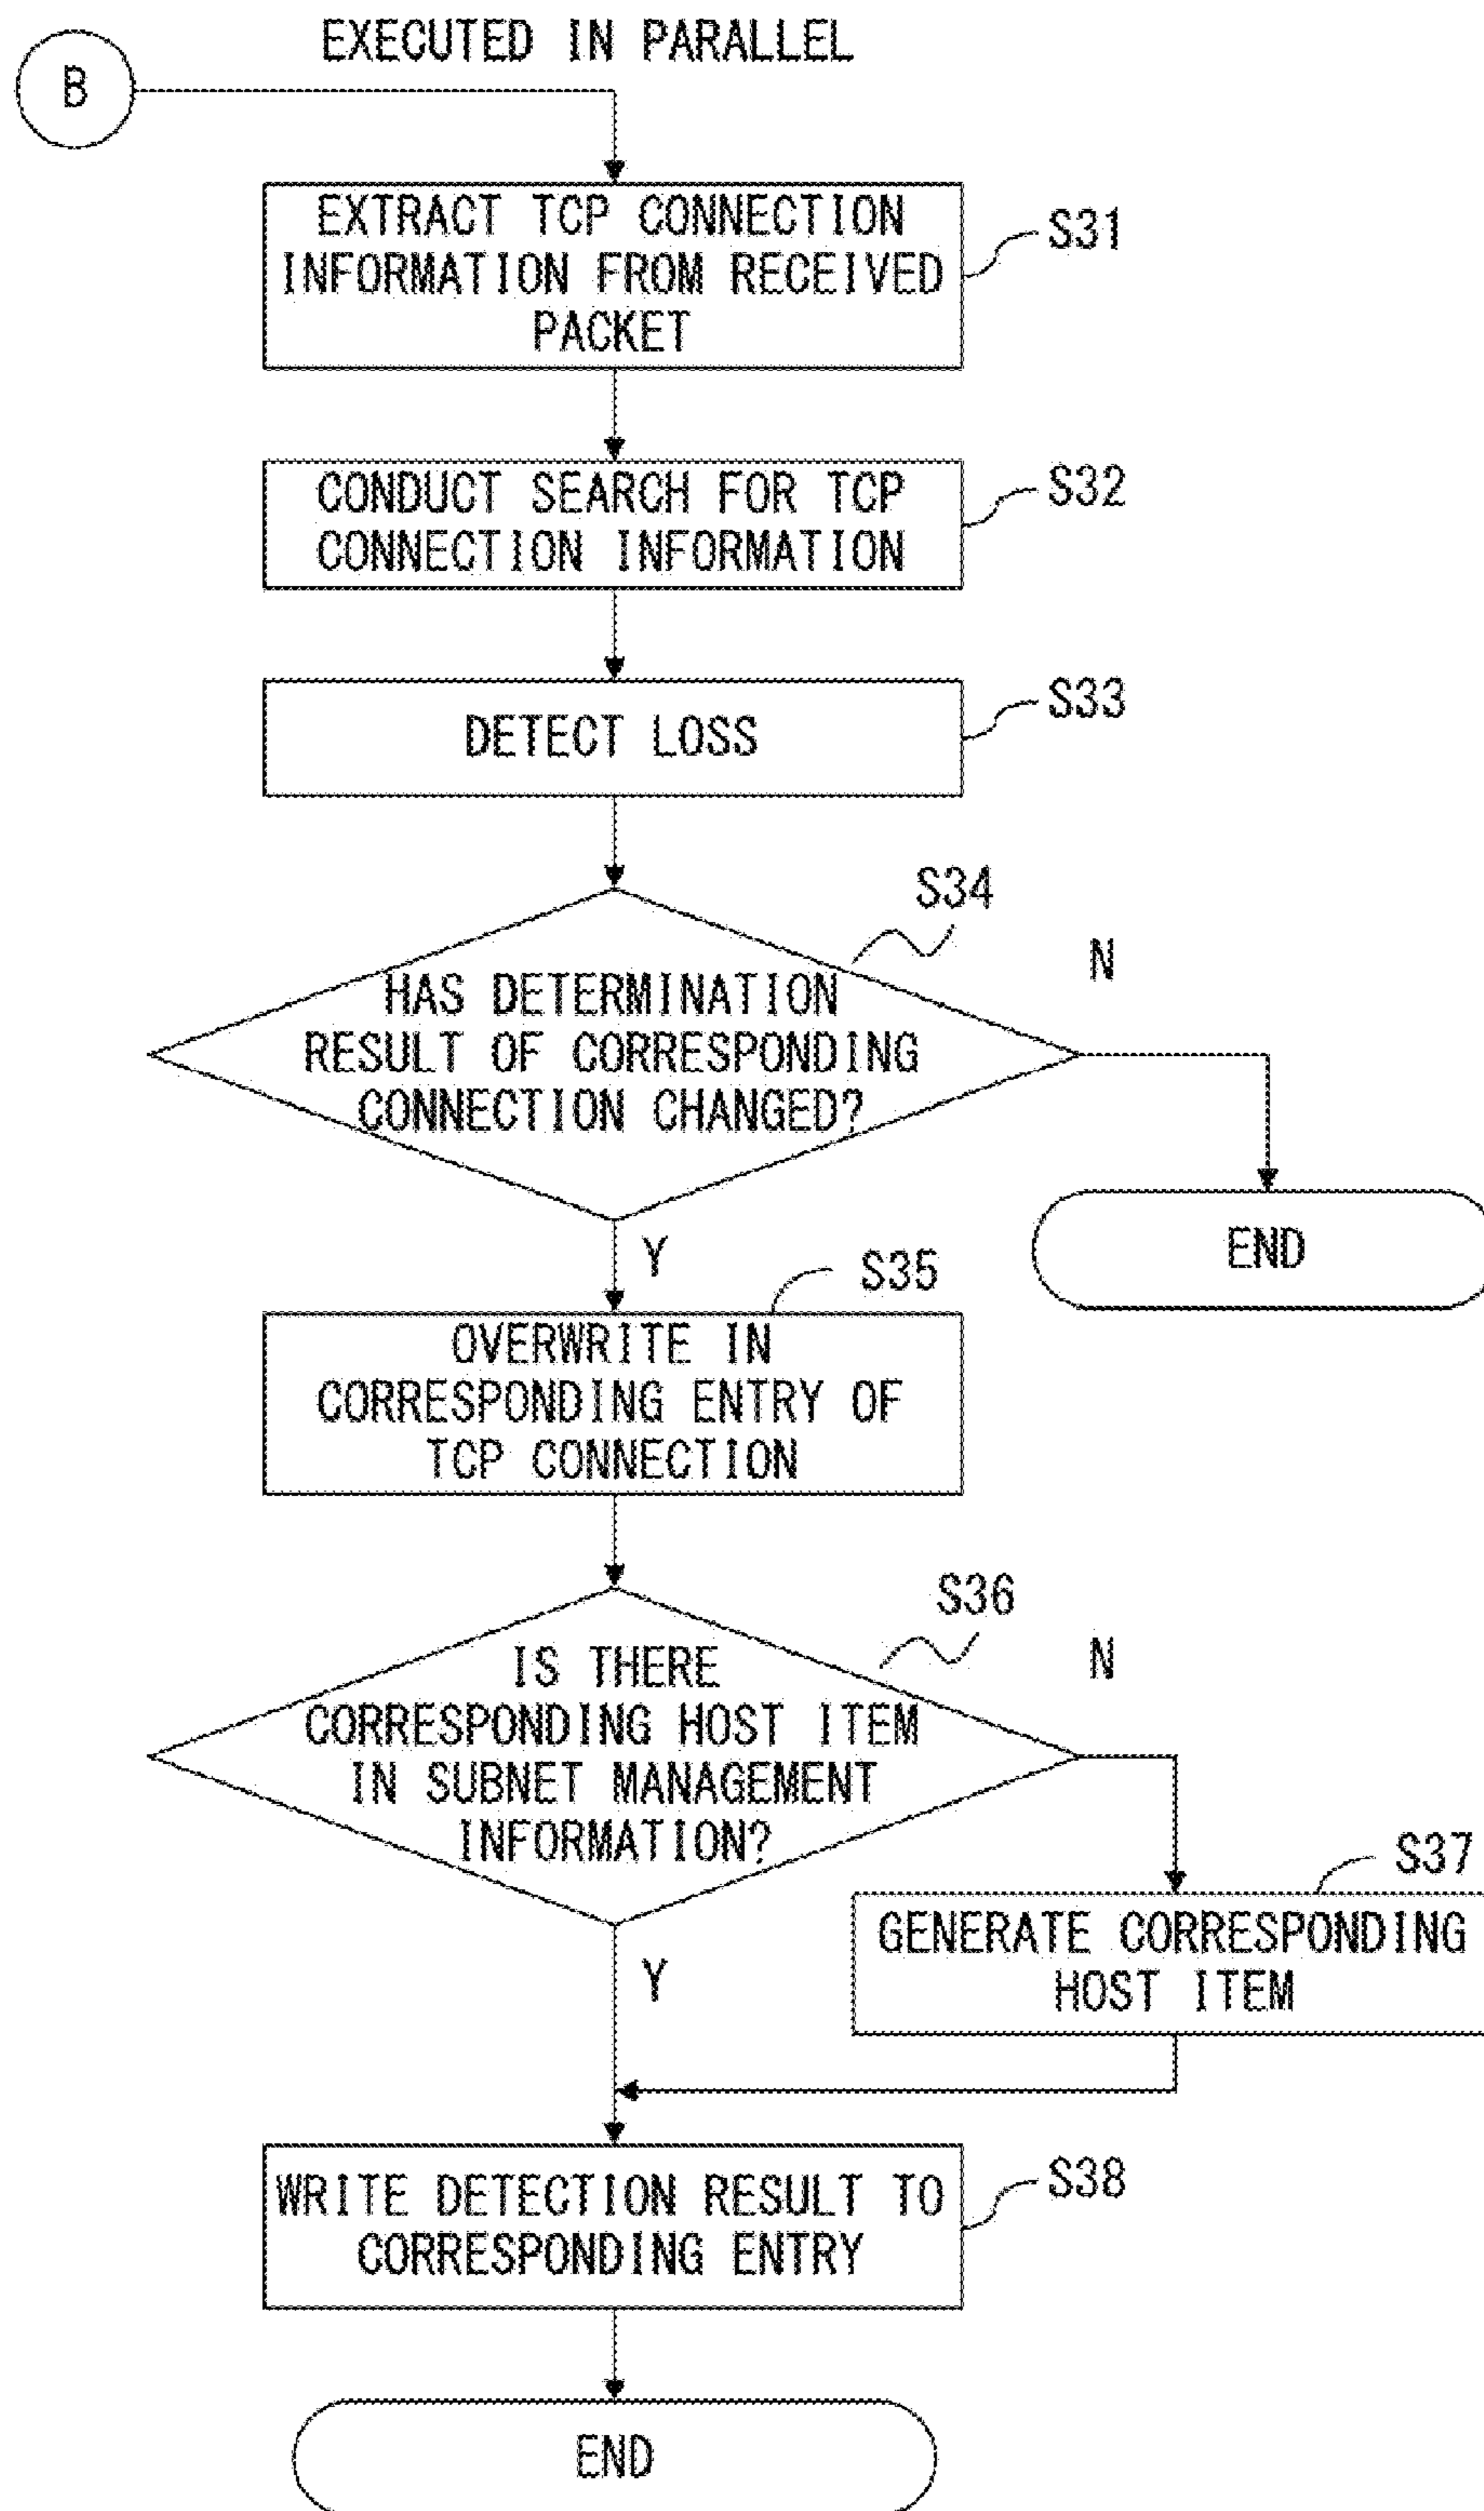 EXECUTED IN PARALLEL
B
EXTRACT TCP CONNECTION
INFORMATION FROM RECEIVED
PACKET
S31
CONDUCT SEARCH FOR TCP
CONNECTION INFORMATION
S32
DETECT LOSS
S33
S34
HAS DETERMINATION
RESULT OF CORRESPONDING
CONNECTION CHANGED?
N
END
Y
S35
OVERWRITE IN
CORRESPONDING ENTRY OF
TCP CONNECTION
S36
IS THERE
CORRESPONDING HOST ITEM
IN SUBNET MANAGEMENT
INFORMATION?
N
S37
GENERATE CORRESPONDING
HOST ITEM
Y
WRITE DETECTION RESULT TO
CORRESPONDING ENTRY
S38
END